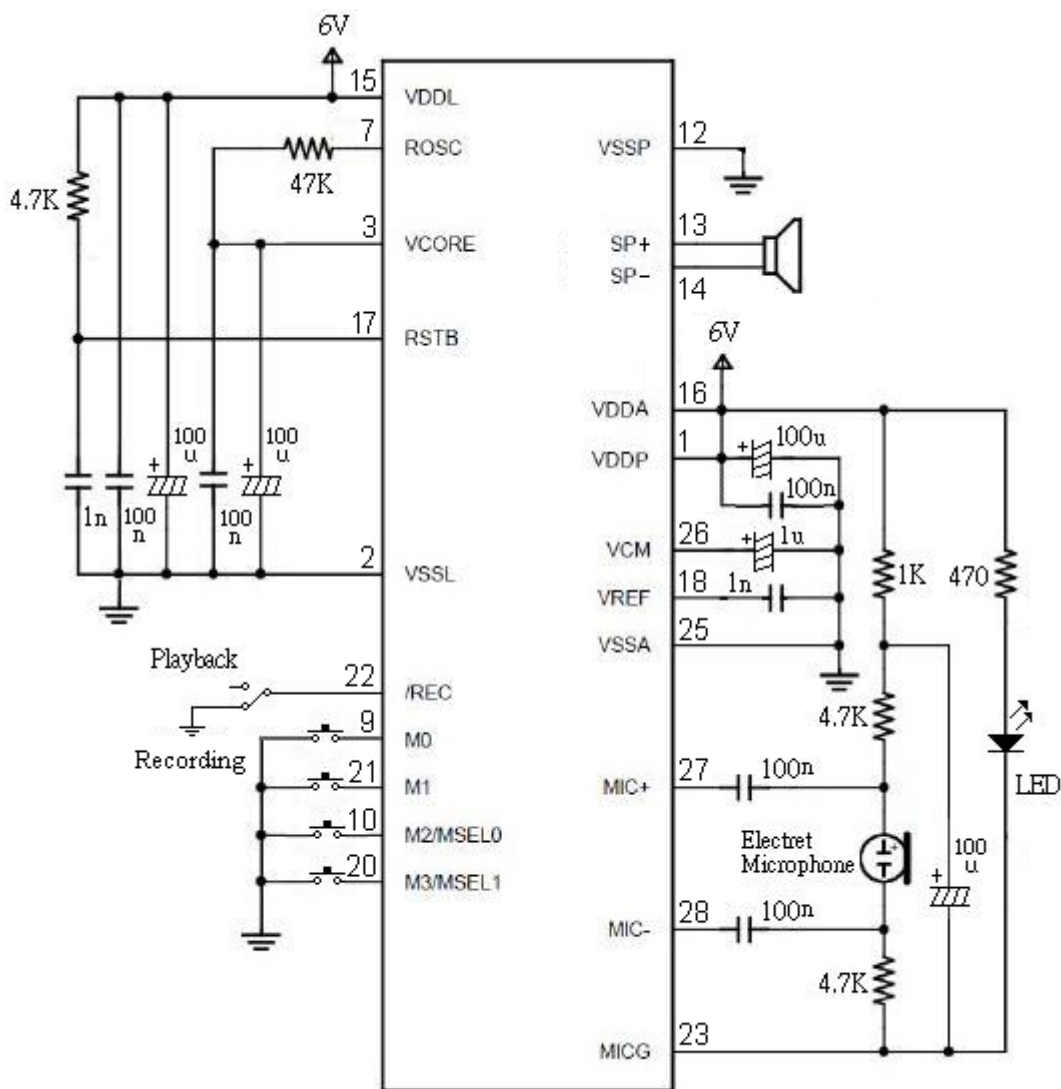 6V
15
VDDL
7
ROSC
47K
4.7K
3
VCORE
17
RSTB
100
u
100
u
1n
100
n
100
n
2
VSSL
Playback
22
/REC
Recording
9
M0
21
M1
10
M2/MSEL0
20
M3/MSEL1
12
VSSP
13
SP+
SP-
14
6V
16
VDDA
1
VDDP
+
100u
100n
26
VCM
+
1u
18
VREF
1n
25
VSSA
1K
470
4.7K
LED
27
MIC+
100n
Electret
Microphone
+
100
u
28
MIC-
100n
4.7K
23
MICG